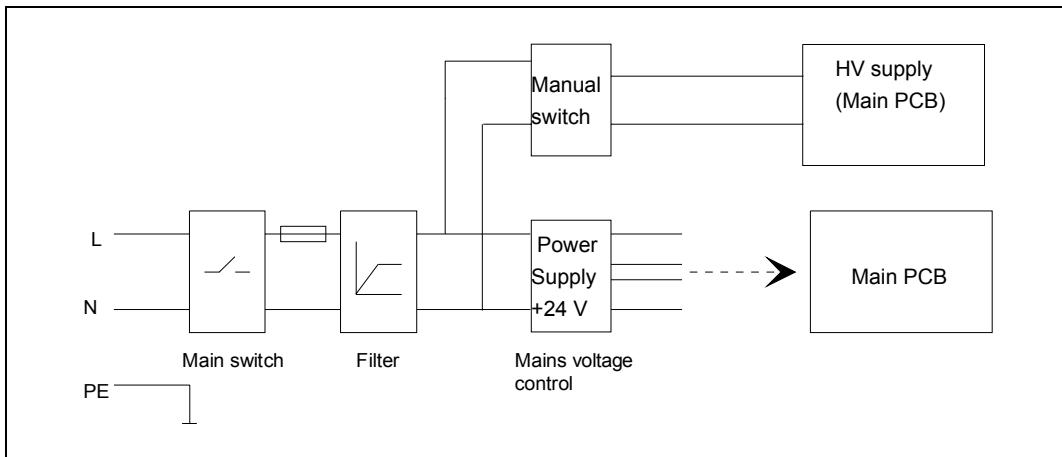 Manual
switch
HV supply
(Main PCB)
L
N
Power
Supply
+24 V
Main PCB
Main switch
Filter
Mains voltage
control
PE